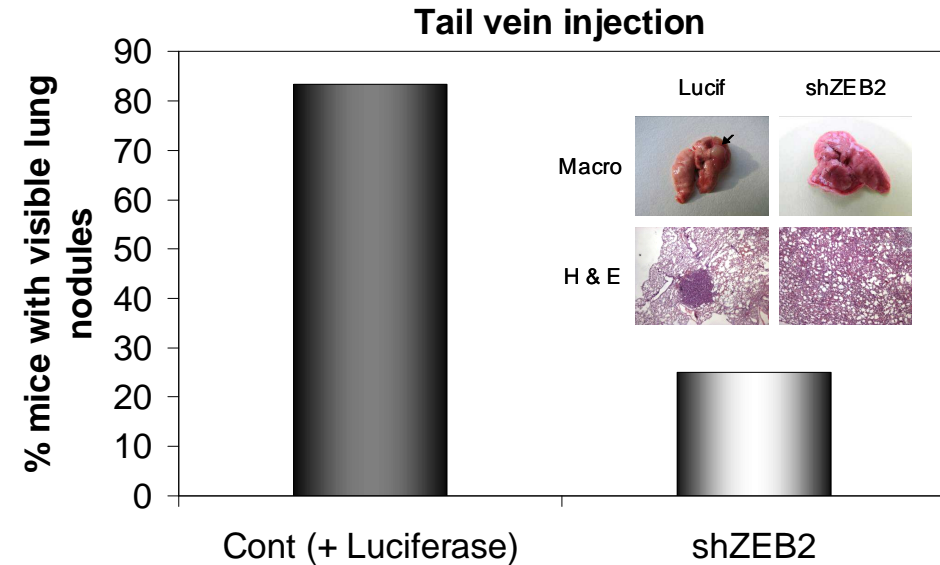 Tail vein injection
% mice with visible lung
nodules
90
80
70
60
50
40
30
20
10
0
Lucif shZEB2
Macro
H & E
Cont (+ Luciferase) shZEB2